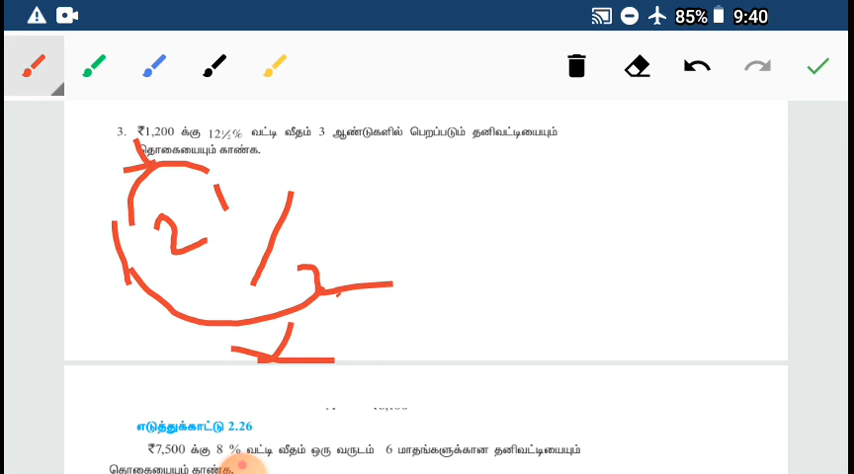 85% 9:40
3. ₹1,200 க்கு 12½% வட்டி வீதம் 3 ஆண்டுகளில் பெறப்படும் தனிவட்டியையும்
தொகையையும் காண்க.
2
எடுத்துக்காட்டு 2.26
₹7,500 க்கு 8 % வட்டி வீதம் ஒரு வருடம் 6 மாதங்களுக்கான தனிவட்டியையும்
தொகையையும் காண்க.